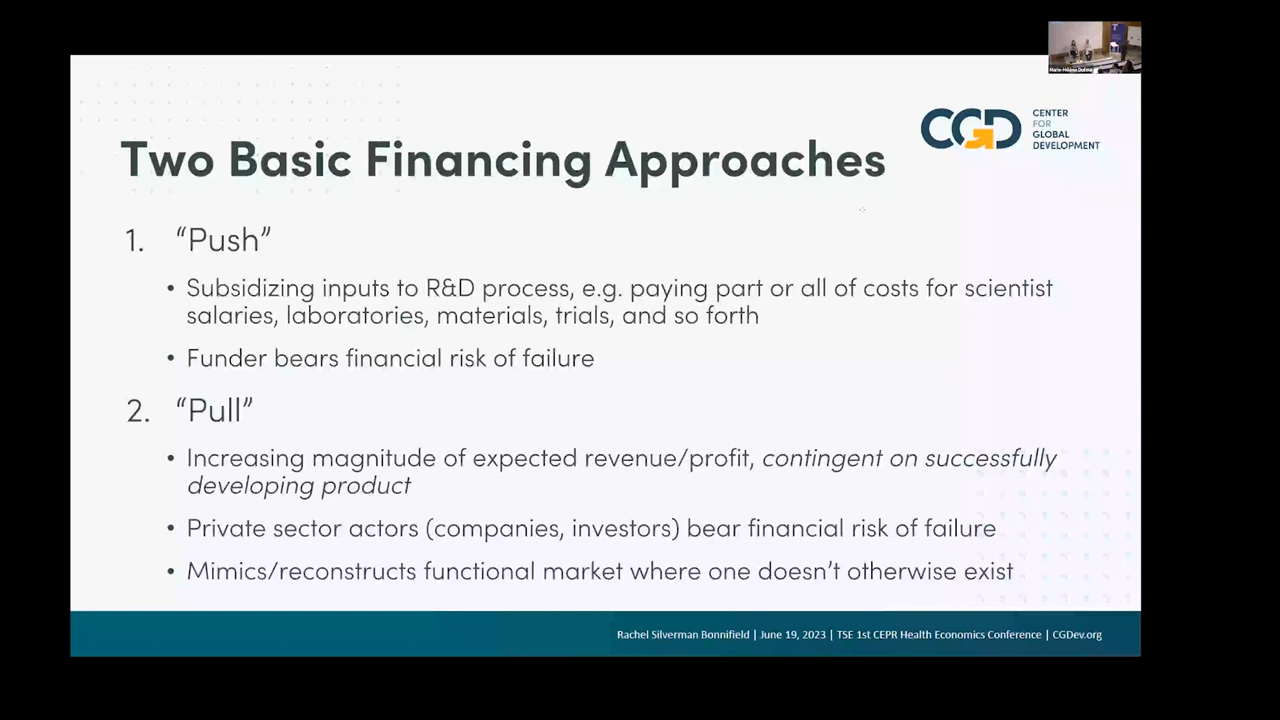 Marie-Hélène Dufour
CGD
CENTER
FOR
GLOBAL
DEVELOPMENT
Two Basic Financing Approaches
1. “Push”
• Subsidizing inputs to R&D process, e.g. paying part or all of costs for scientist
salaries, laboratories, materials, trials, and so forth
• Funder bears financial risk of failure
2. “Pull”
• Increasing magnitude of expected revenue/profit, contingent on successfully
developing product
• Private sector actors (companies, investors) bear financial risk of failure
• Mimics/reconstructs functional market where one doesn’t otherwise exist
Rachel Silverman Bonnifield | June 19, 2023 | TSE 1st CEPR Health Economics Conference | CGDev.org